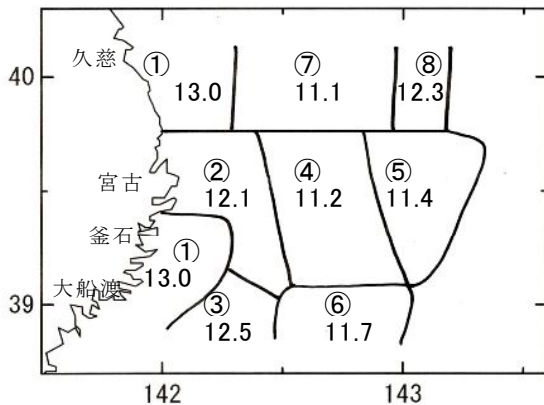 久慈 ① ⑦ ⑧
40 13.0 11.1 12.3
宮古 ② ④ ⑤
12.1 11.2 11.4
釜石 ①
13.0
大船渡 ③ ⑥
39 12.5 11.7
142 143